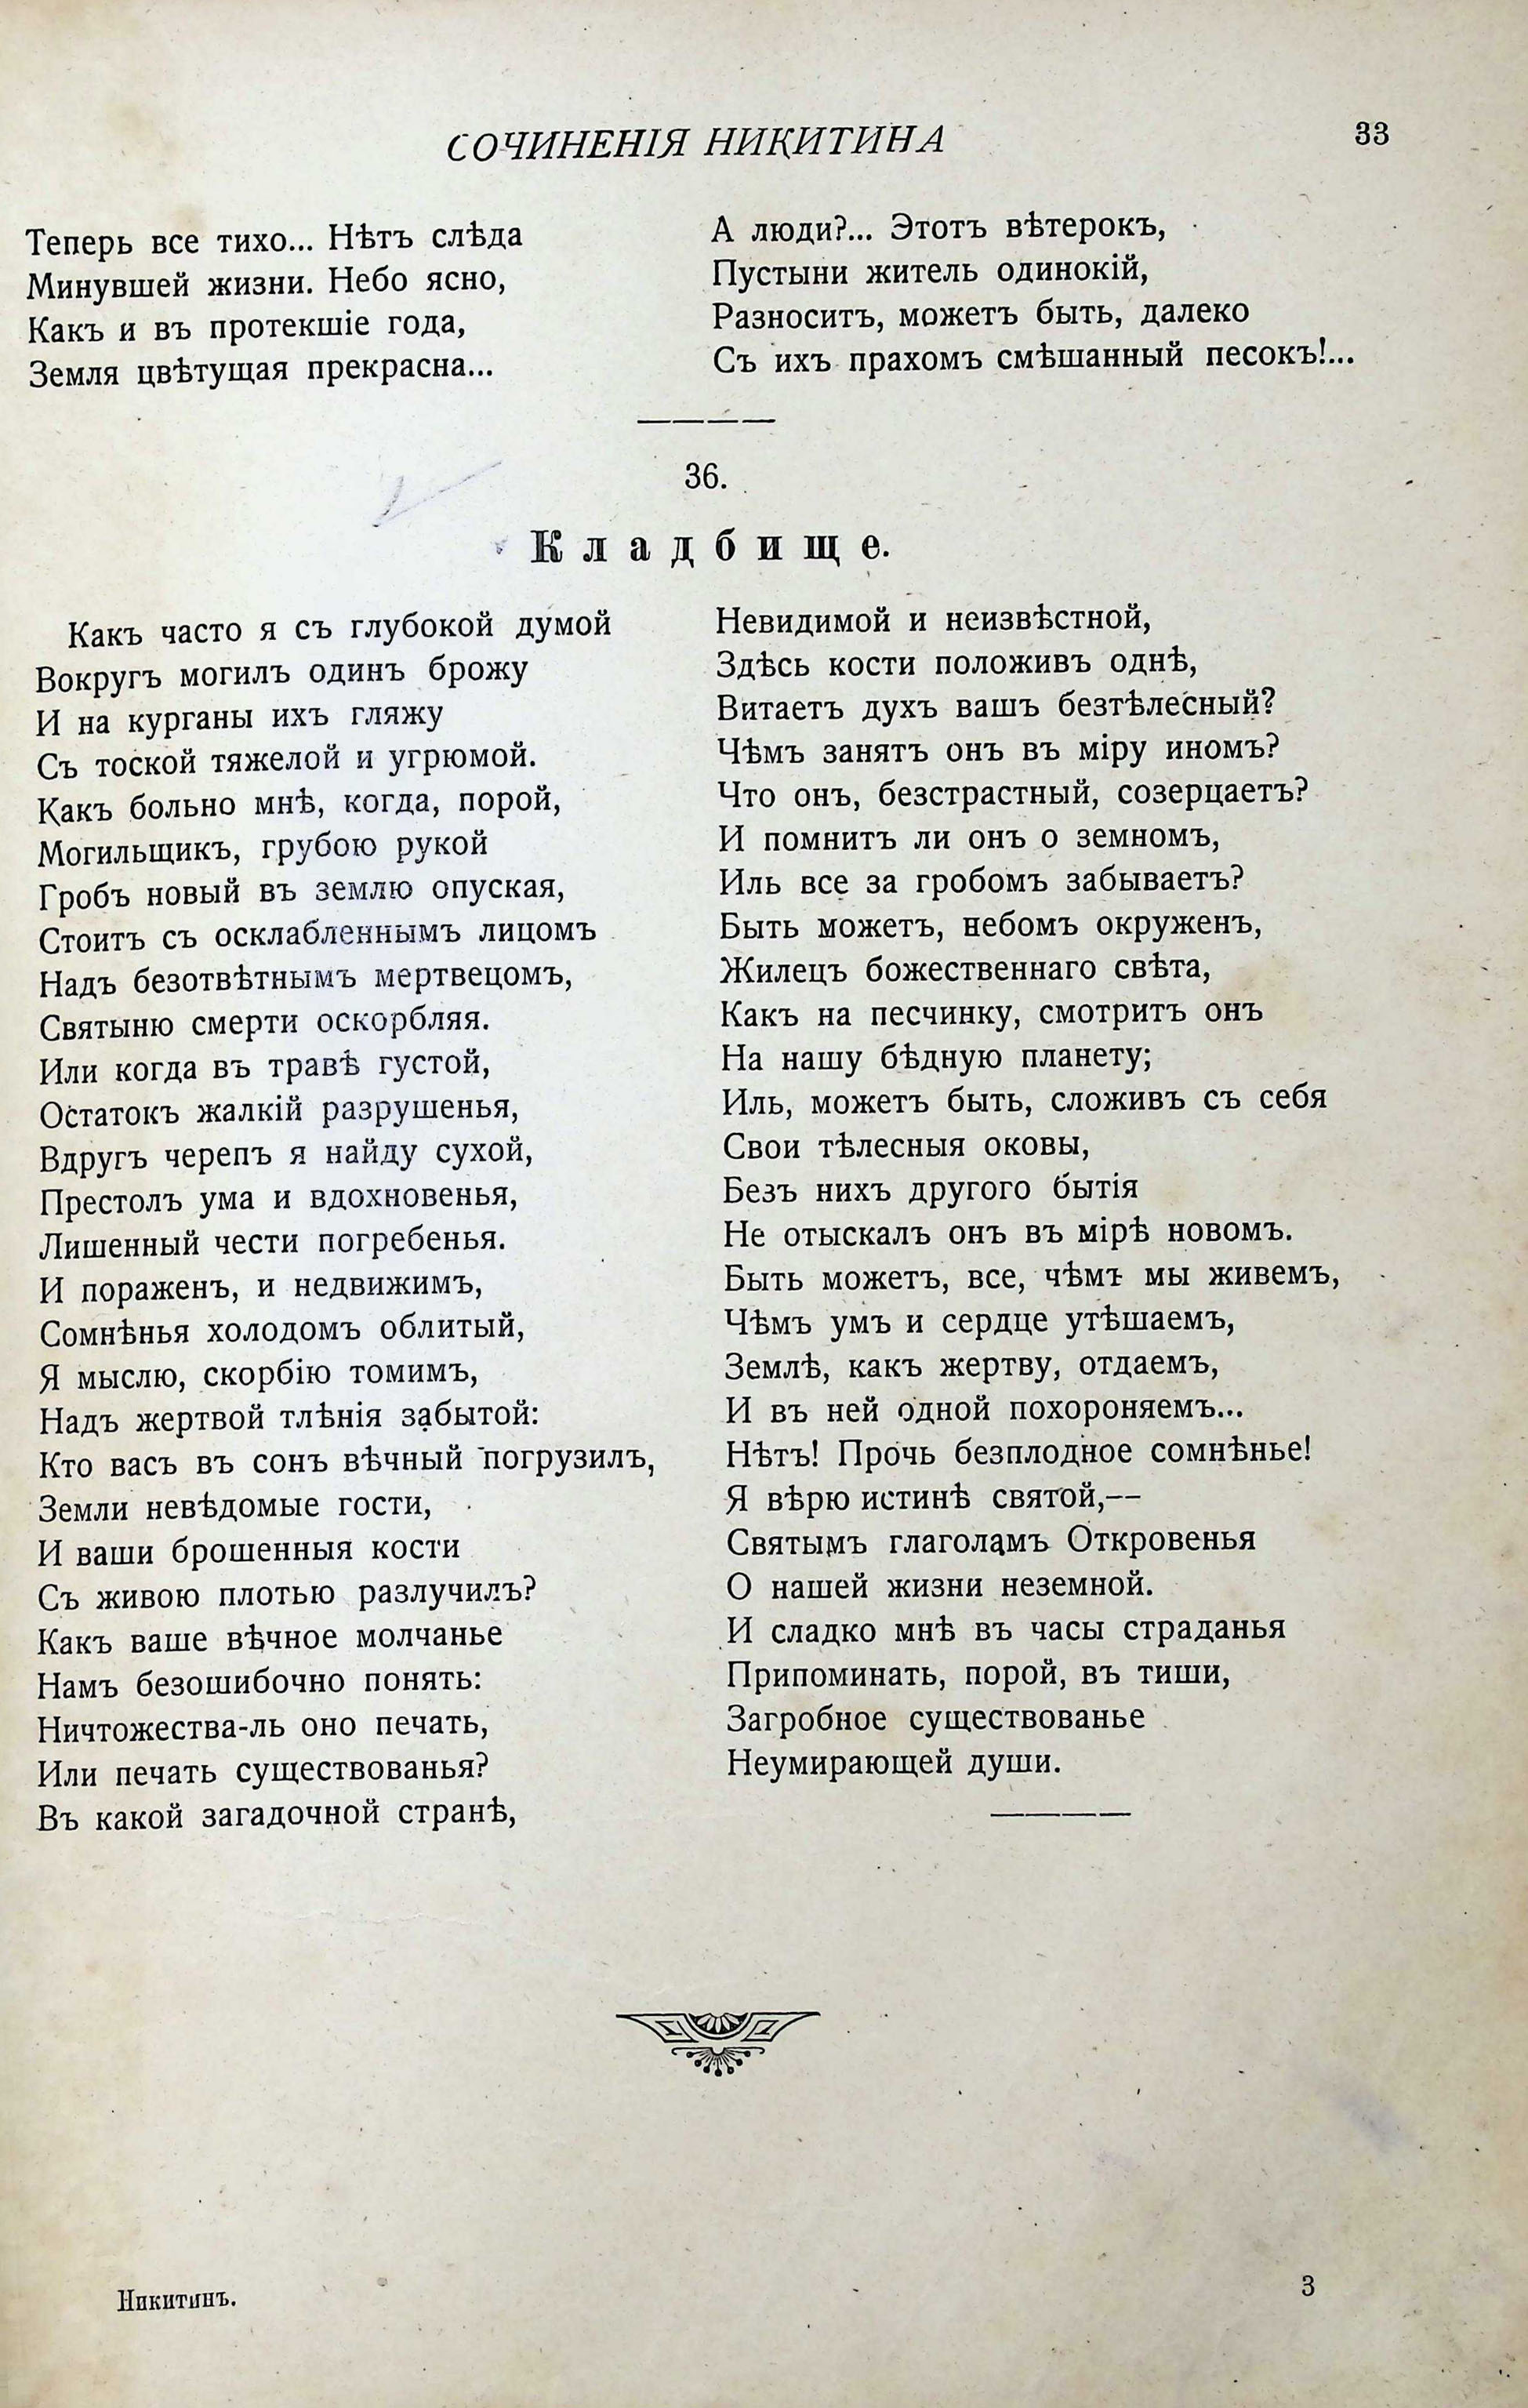 СОЧИНЕНІЯ НИКИТИНА
33
Теперь все тихо... Нѣтъ слѣда
Минувшей жизни. Небо ясно,
Какъ и въ протекшіе года,
Земля цвѣтущая прекрасна...
А люди?... Этотъ вѣтерокъ,
Пустыни житель одинокій,
Разноситъ, можетъ быть, далеко
Съ ихъ прахомъ смѣшанный песокъ!...
36.
Кладбище.
Какъ часто я съ глубокой думой
Вокругъ могилъ одинъ брожу
И на курганы ихъ гляжу
Съ тоской тяжелой и угрюмой.
Какъ больно мнѣ, когда, порой,
Могильщикъ, грубою рукой
Гробъ новый въ землю опуская,
Стоитъ съ осклабленнымъ лицомъ
Надъ безотвѣтнымъ мертвецомъ,
Святыню смерти оскорбляя.
Или когда въ травѣ густой,
Остатокъ жалкій разрушенья,
Вдругъ черепъ я найду сухой,
Престолъ ума и вдохновенья,
Лишенный чести погребенья.
И пораженъ, и недвижимъ,
Сомнѣнья холодомъ облитый,
Я мыслю, скорбію томимъ,
Надъ жертвой тлѣнія забытой:
Кто васъ въ сонъ вѣчный погрузилъ,
Земли невѣдомые гости,
И ваши брошенныя кости
Съ живою плотью разлучилъ?
Какъ ваше вѣчное молчанье
Намъ безошибочно понять:
Ничтожества-ль оно печать,
Или печать существованья?
Въ какой загадочной странѣ,
Невидимой и неизвѣстной,
Здѣсь кости положивъ однѣ,
Витаетъ духъ вашъ безтѣлесный?
Чѣмъ занятъ онъ въ міру иномъ?
Что онъ, безстрастный, созерцаетъ?
И помнитъ ли онъ о земномъ,
Иль все за гробомъ забываетъ?
Быть можетъ, небомъ окруженъ,
Жилецъ божественнаго свѣта,
Какъ на песчинку, смотритъ онъ
На нашу бѣдную планету;
Иль, можетъ быть, сложивъ съ себя
Свои тѣлесныя оковы,
Безъ нихъ другого бытія
Не отыскалъ онъ въ мірѣ новомъ.
Быть можетъ, все, чѣмъ мы живемъ,
Чѣмъ умъ и сердце утѣшаемъ,
Землѣ, какъ жертву, отдаемъ,
И въ ней одной похороняемъ...
Нѣтъ! Прочь безплодное сомнѣнье!
Я вѣрю истинѣ святой,—
Святымъ глаголамъ Откровенья
О нашей жизни неземной.
И сладко мнѣ въ часы страданья
Припоминать, порой, въ тиши,
Загробное существованье
Неумирающей души.
Никитинъ.
3